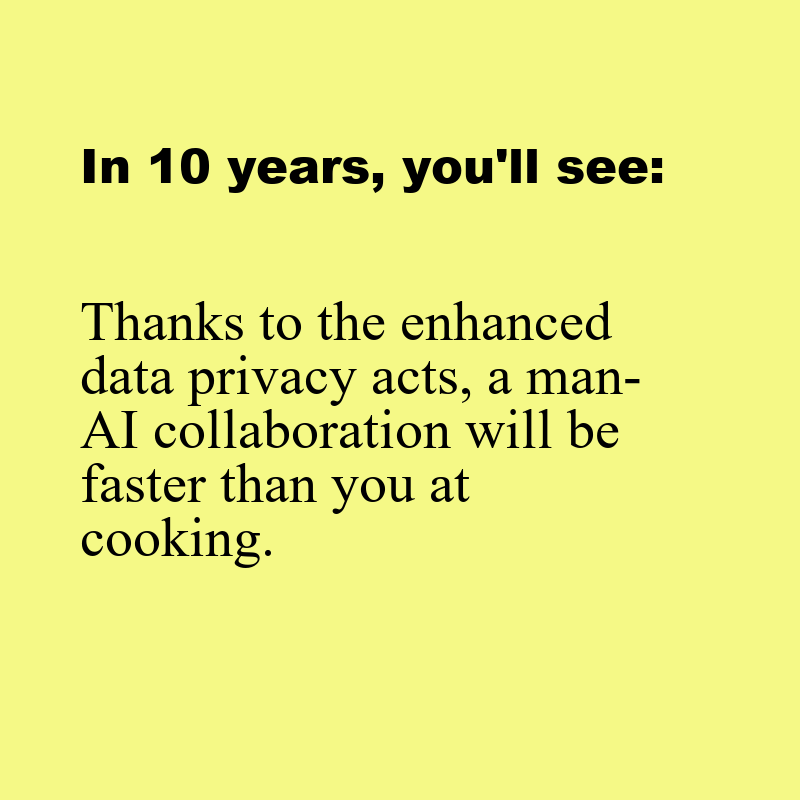 In 10 years, you'll see:
Thanks to the enhanced
data privacy acts, a man-
AI collaboration will be
faster than you at
cooking.